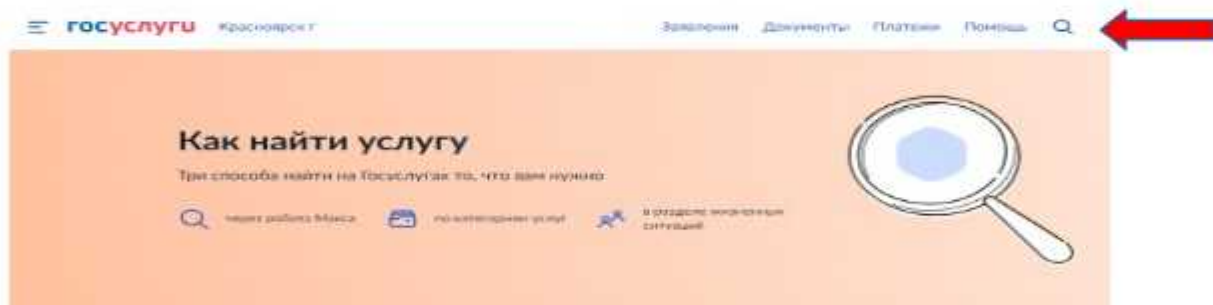 госуслуги Красноярск Заявления Документы Платежи Помощь
Как найти услугу
Три способа найти на Госуслугах то, что вам нужно
через робота Макса по категориям услуг в разделе жизненных
ситуаций